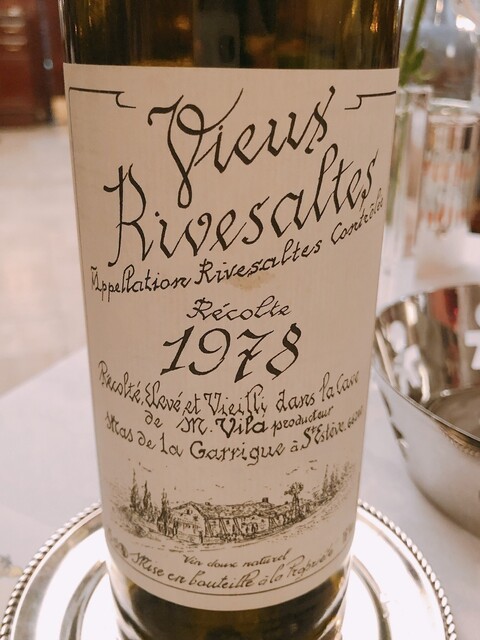 Vieux
Rivesaltes
Appellation Rivesaltes Contrôlée
Récolte
1978
Récolté, Elevé, et Vieilli dans la Cave
de M. Vila producteur
Mas de la Garrigue à St Estève
Vin doux naturel
Mise en bouteille à la Propriété